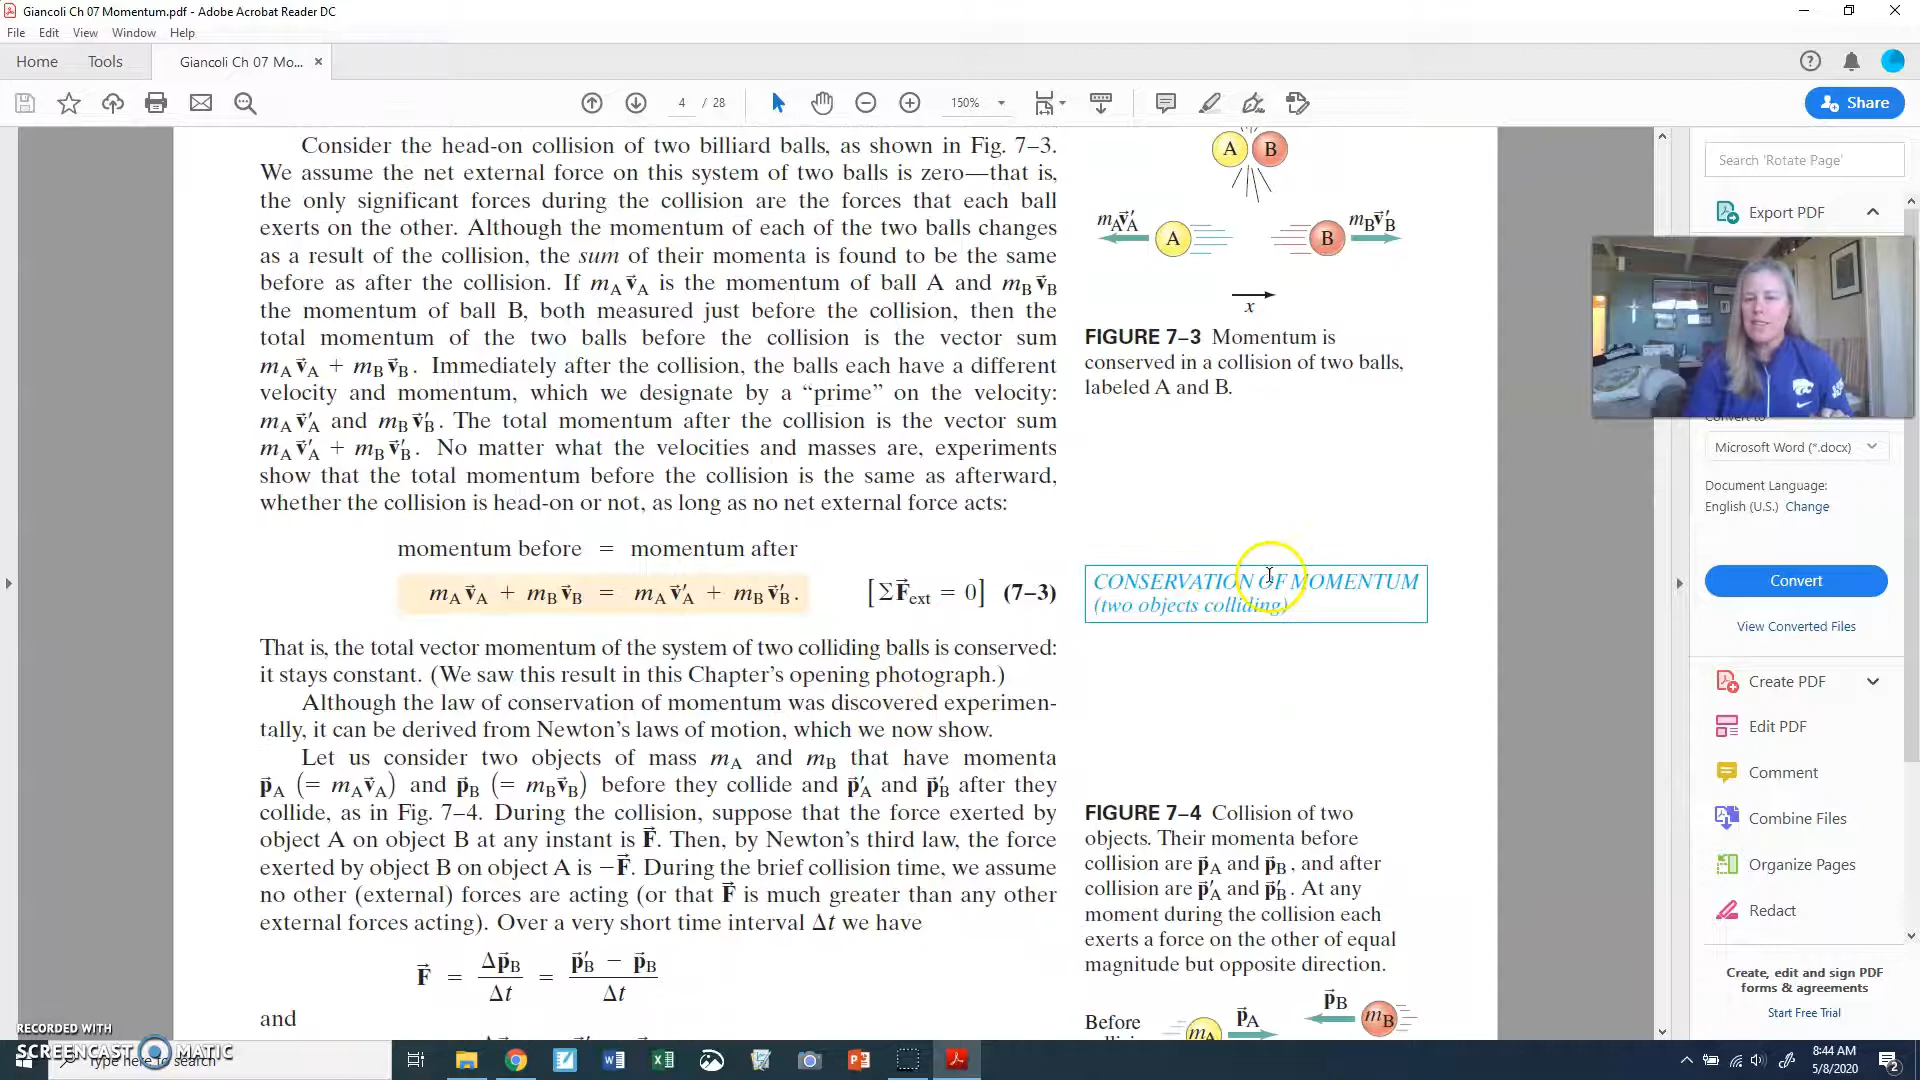 Giancoli Ch 07 Momentum.pdf - Adobe Acrobat Reader DC
File Edit View Window Help
Home Tools Giancoli Ch 07 Mo... ×
4 / 28 150% Share
Consider the head-on collision of two billiard balls, as shown in Fig. 7–3.
We assume the net external force on this system of two balls is zero—that is,
the only significant forces during the collision are the forces that each ball
exerts on the other. Although the momentum of each of the two balls changes
as a result of the collision, the sum of their momenta is found to be the same
before as after the collision. If m_A v⃗_A is the momentum of ball A and m_B v⃗_B
the momentum of ball B, both measured just before the collision, then the
total momentum of the two balls before the collision is the vector sum
m_A v⃗_A + m_B v⃗_B. Immediately after the collision, the balls each have a different
velocity and momentum, which we designate by a “prime” on the velocity:
m_A v⃗′_A and m_B v⃗′_B. The total momentum after the collision is the vector sum
m_A v⃗′_A + m_B v⃗′_B. No matter what the velocities and masses are, experiments
show that the total momentum before the collision is the same as afterward,
whether the collision is head-on or not, as long as no net external force acts:
momentum before = momentum after
m_A v⃗_A + m_B v⃗_B = m_A v⃗′_A + m_B v⃗′_B. [ΣF⃗_ext = 0] (7–3)
That is, the total vector momentum of the system of two colliding balls is conserved:
it stays constant. (We saw this result in this Chapter’s opening photograph.)
Although the law of conservation of momentum was discovered experimen-
tally, it can be derived from Newton’s laws of motion, which we now show.
Let us consider two objects of mass m_A and m_B that have momenta
p⃗_A (= m_A v⃗_A) and p⃗_B (= m_B v⃗_B) before they collide and p⃗′_A and p⃗′_B after they
collide, as in Fig. 7–4. During the collision, suppose that the force exerted by
object A on object B at any instant is F⃗. Then, by Newton’s third law, the force
exerted by object B on object A is −F⃗. During the brief collision time, we assume
no other (external) forces are acting (or that F⃗ is much greater than any other
external forces acting). Over a very short time interval Δt we have
F⃗ = Δp⃗_B / Δt = p⃗′_B − p⃗_B / Δt
and
A B
m_A v⃗′_A A B m_B v⃗′_B
x
FIGURE 7–3 Momentum is
conserved in a collision of two balls,
labeled A and B.
CONSERVATION OF MOMENTUM
(two objects colliding)
FIGURE 7–4 Collision of two
objects. Their momenta before
collision are p⃗_A and p⃗_B, and after
collision are p⃗′_A and p⃗′_B. At any
moment during the collision each
exerts a force on the other of equal
magnitude but opposite direction.
Before p⃗_A p⃗_B
m_A m_B
Search 'Rotate Page'
Export PDF
Microsoft Word (*.docx)
Document Language:
English (U.S.) Change
Convert
View Converted Files
Create PDF
Edit PDF
Comment
Combine Files
Organize Pages
Redact
Create, edit and sign PDF
forms & agreements
Start Free Trial
RECORDED WITH
SCREENCAST MATIC
Type here to search
8:44 AM
5/8/2020
2